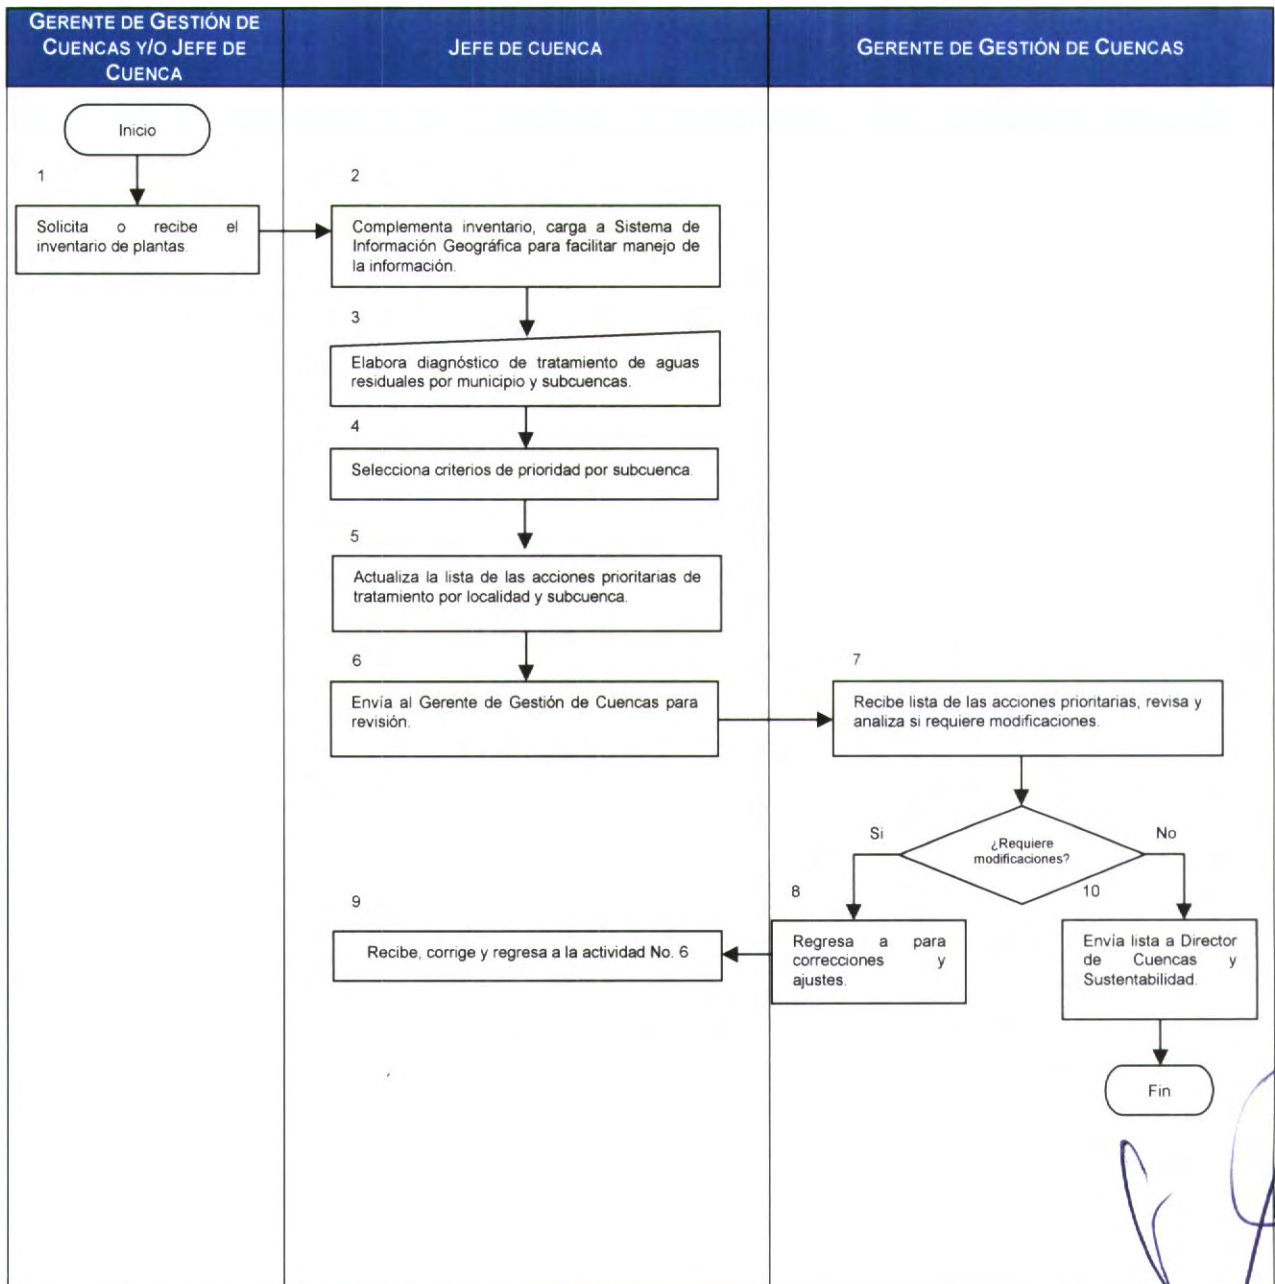 GERENTE DE GESTIÓN DE
CUENCAS Y/O JEFE DE
CUENCA
JEFE DE CUENCA
GERENTE DE GESTIÓN DE CUENCAS
Inicio
1
Solicita o recibe el
inventario de plantas.
2
Complementa inventario, carga a Sistema de
Información Geográfica para facilitar manejo de
la información.
3
Elabora diagnóstico de tratamiento de aguas
residuales por municipio y subcuencas.
4
Selecciona criterios de prioridad por subcuenca.
5
Actualiza la lista de las acciones prioritarias de
tratamiento por localidad y subcuenca.
6
Envía al Gerente de Gestión de Cuencas para
revisión.
7
Recibe lista de las acciones prioritarias, revisa y
analiza si requiere modificaciones.
¿Requiere
modificaciones?
Si
No
8
Regresa a para
correcciones y
ajustes.
9
Recibe, corrige y regresa a la actividad No. 6
10
Envía lista a Director
de Cuencas y
Sustentabilidad.
Fin